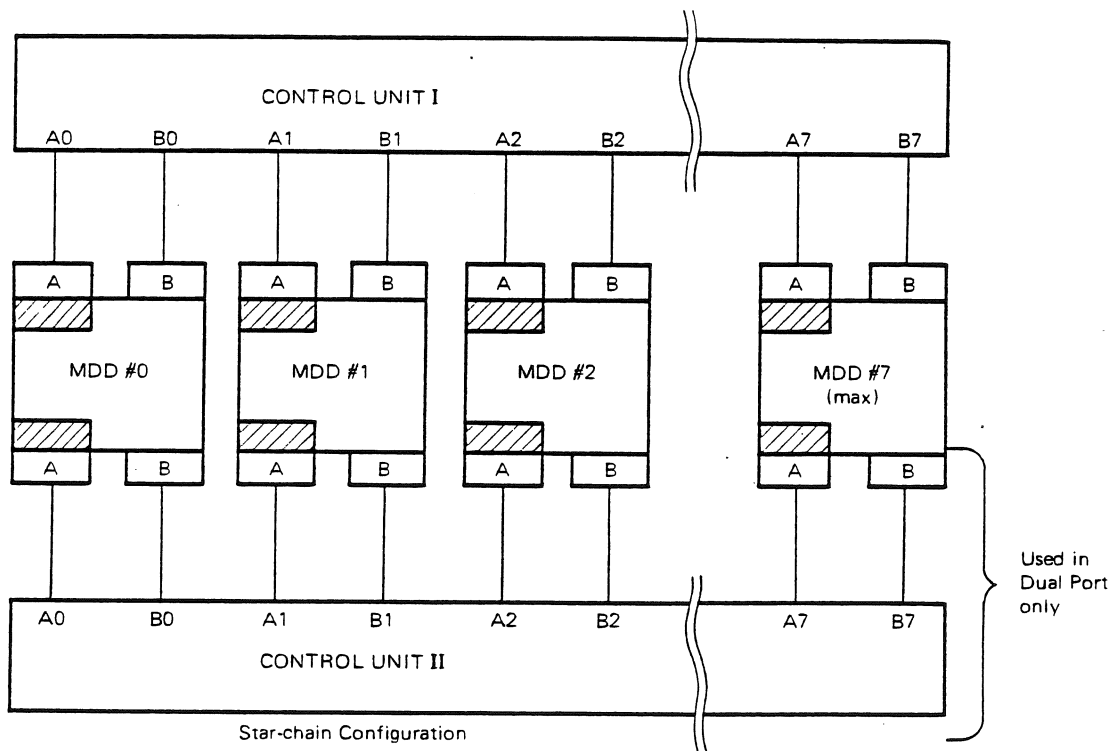 CONTROL UNIT I
A0 B0 A1 B1 A2 B2 A7 B7
A B A B A B A B
MDD #0 MDD #1 MDD #2 MDD #7
(max)
A B A B A B A B
Used in
Dual Port
only
A0 B0 A1 B1 A2 B2 A7 B7
CONTROL UNIT II
Star-chain Configuration